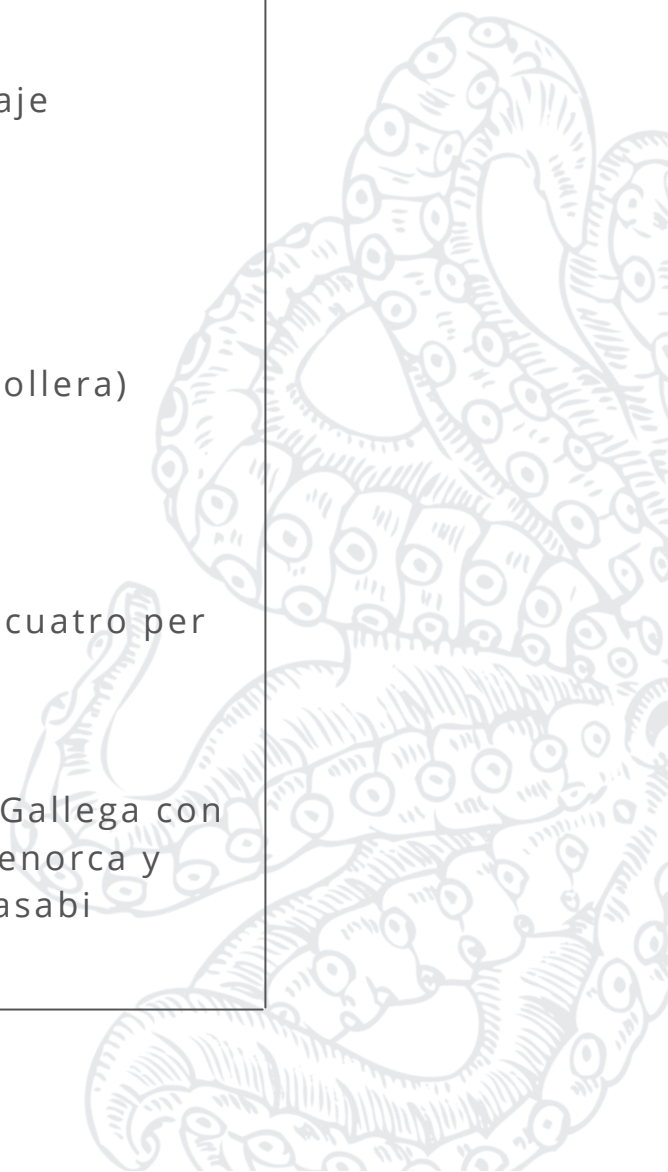 aje
ollera)
cuatro per
Gallega con
enorca y
asabi